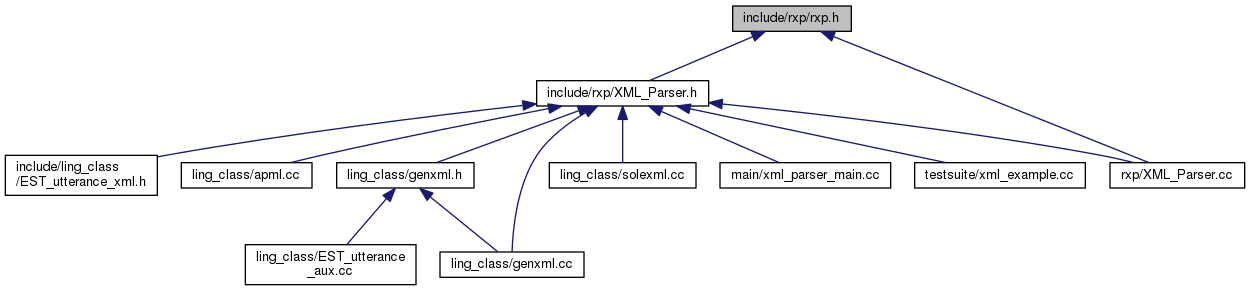 include/rxp/rxp.h
include/rxp/XML_Parser.h
include/ling_class
/EST_utterance_xml.h
ling_class/apml.cc
ling_class/genxml.h
ling_class/solexml.cc
main/xml_parser_main.cc
testsuite/xml_example.cc
rxp/XML_Parser.cc
ling_class/EST_utterance
_aux.cc
ling_class/genxml.cc